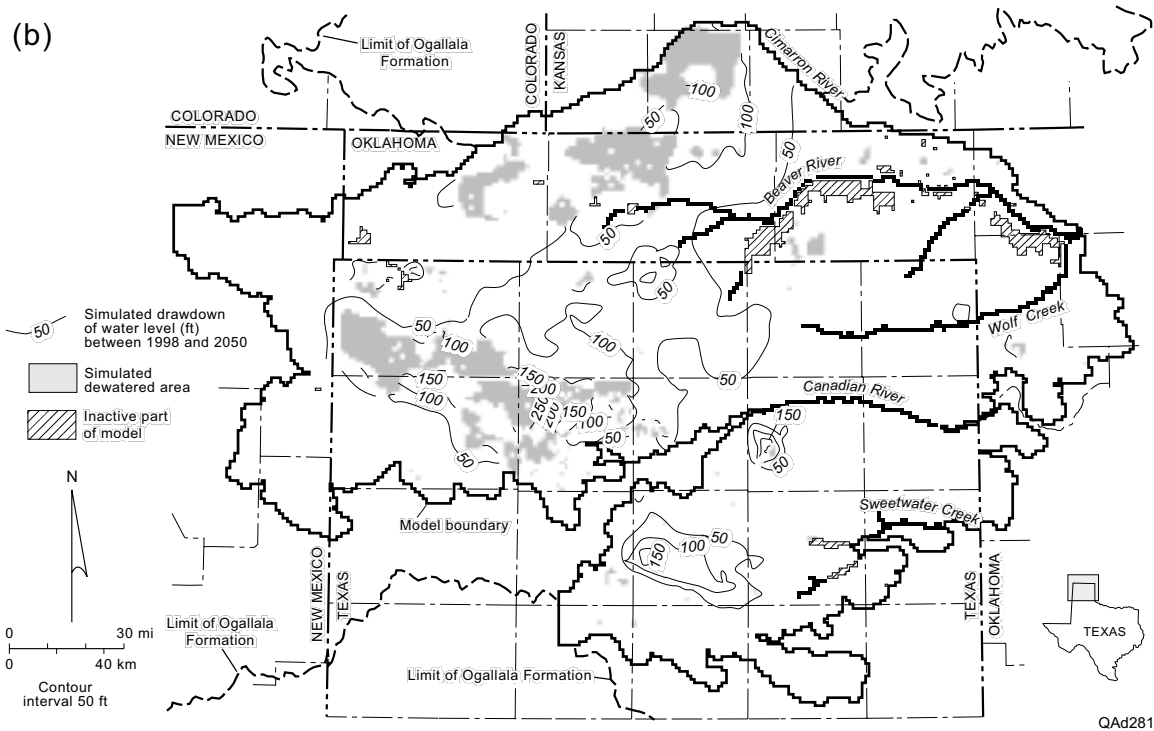 (b)
Limit of Ogallala
Formation
COLORADO
KANSAS
Cimarron River
100
100
50
50
COLORADO
NEW MEXICO
OKLAHOMA
Beaver River
50
50
Simulated drawdown
of water level (ft)
between 1998 and 2050
50
Simulated
dewatered area
Inactive part
of model
50
100
100
150
100
150
200
250
200
150
100
50
50
50
Wolf Creek
Canadian River
150
50
N
Model boundary
Sweetwater Creek
50
100
150
NEW MEXICO
TEXAS
TEXAS
OKLAHOMA
Limit of Ogallala
Formation
0 30 mi
0 40 km
Contour
interval 50 ft
Limit of Ogallala Formation
TEXAS
QAd281